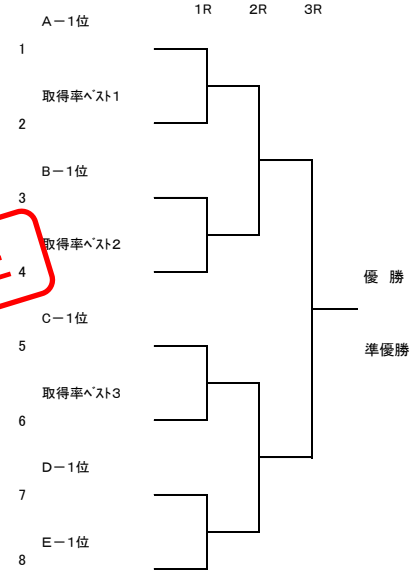 1R 2R 3R
A－1位
1
取得率ベスト1
2
B－1位
3
取得率ベスト2
4
C－1位
5
取得率ベスト3
6
D－1位
7
E－1位
8
優 勝
準優勝